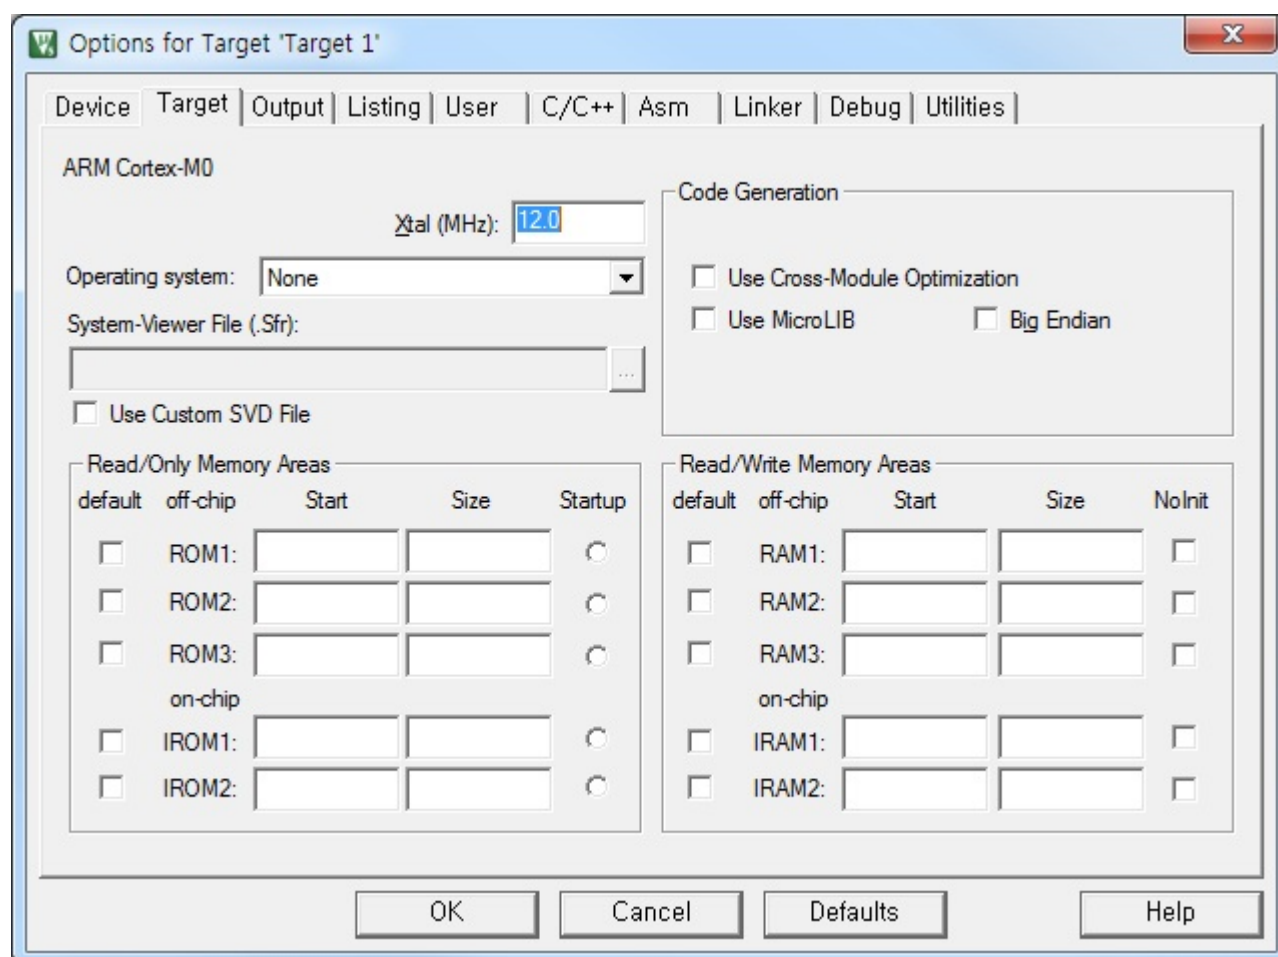 Options for Target 'Target 1'
Device Target Output Listing User C/C++ Asm Linker Debug Utilities
ARM Cortex-M0
Xtal (MHz): 12.0
Operating system: None
System-Viewer File (.Sfr):
...
Use Custom SVD File
Code Generation
Use Cross-Module Optimization
Use MicroLIB Big Endian
Read/Only Memory Areas
default off-chip Start Size Startup
ROM1:
ROM2:
ROM3:
on-chip
IROM1:
IROM2:
Read/Write Memory Areas
default off-chip Start Size NoInit
RAM1:
RAM2:
RAM3:
on-chip
IRAM1:
IRAM2:
OK Cancel Defaults Help